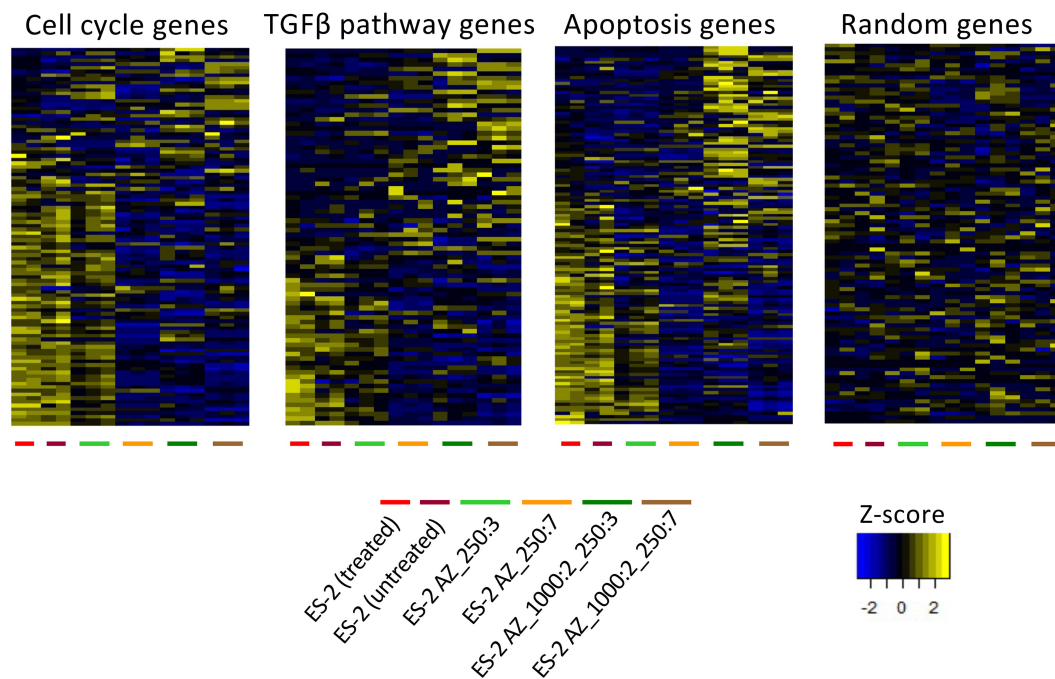 Cell cycle genes
TGFβ pathway genes
Apoptosis genes
Random genes
ES-2 (treated)
ES-2 (untreated)
ES-2 AZ_250:3
ES-2 AZ_250:7
ES-2 AZ_1000:2_250:3
ES-2 AZ_1000:2_250:7
Z-score
-2 0 2